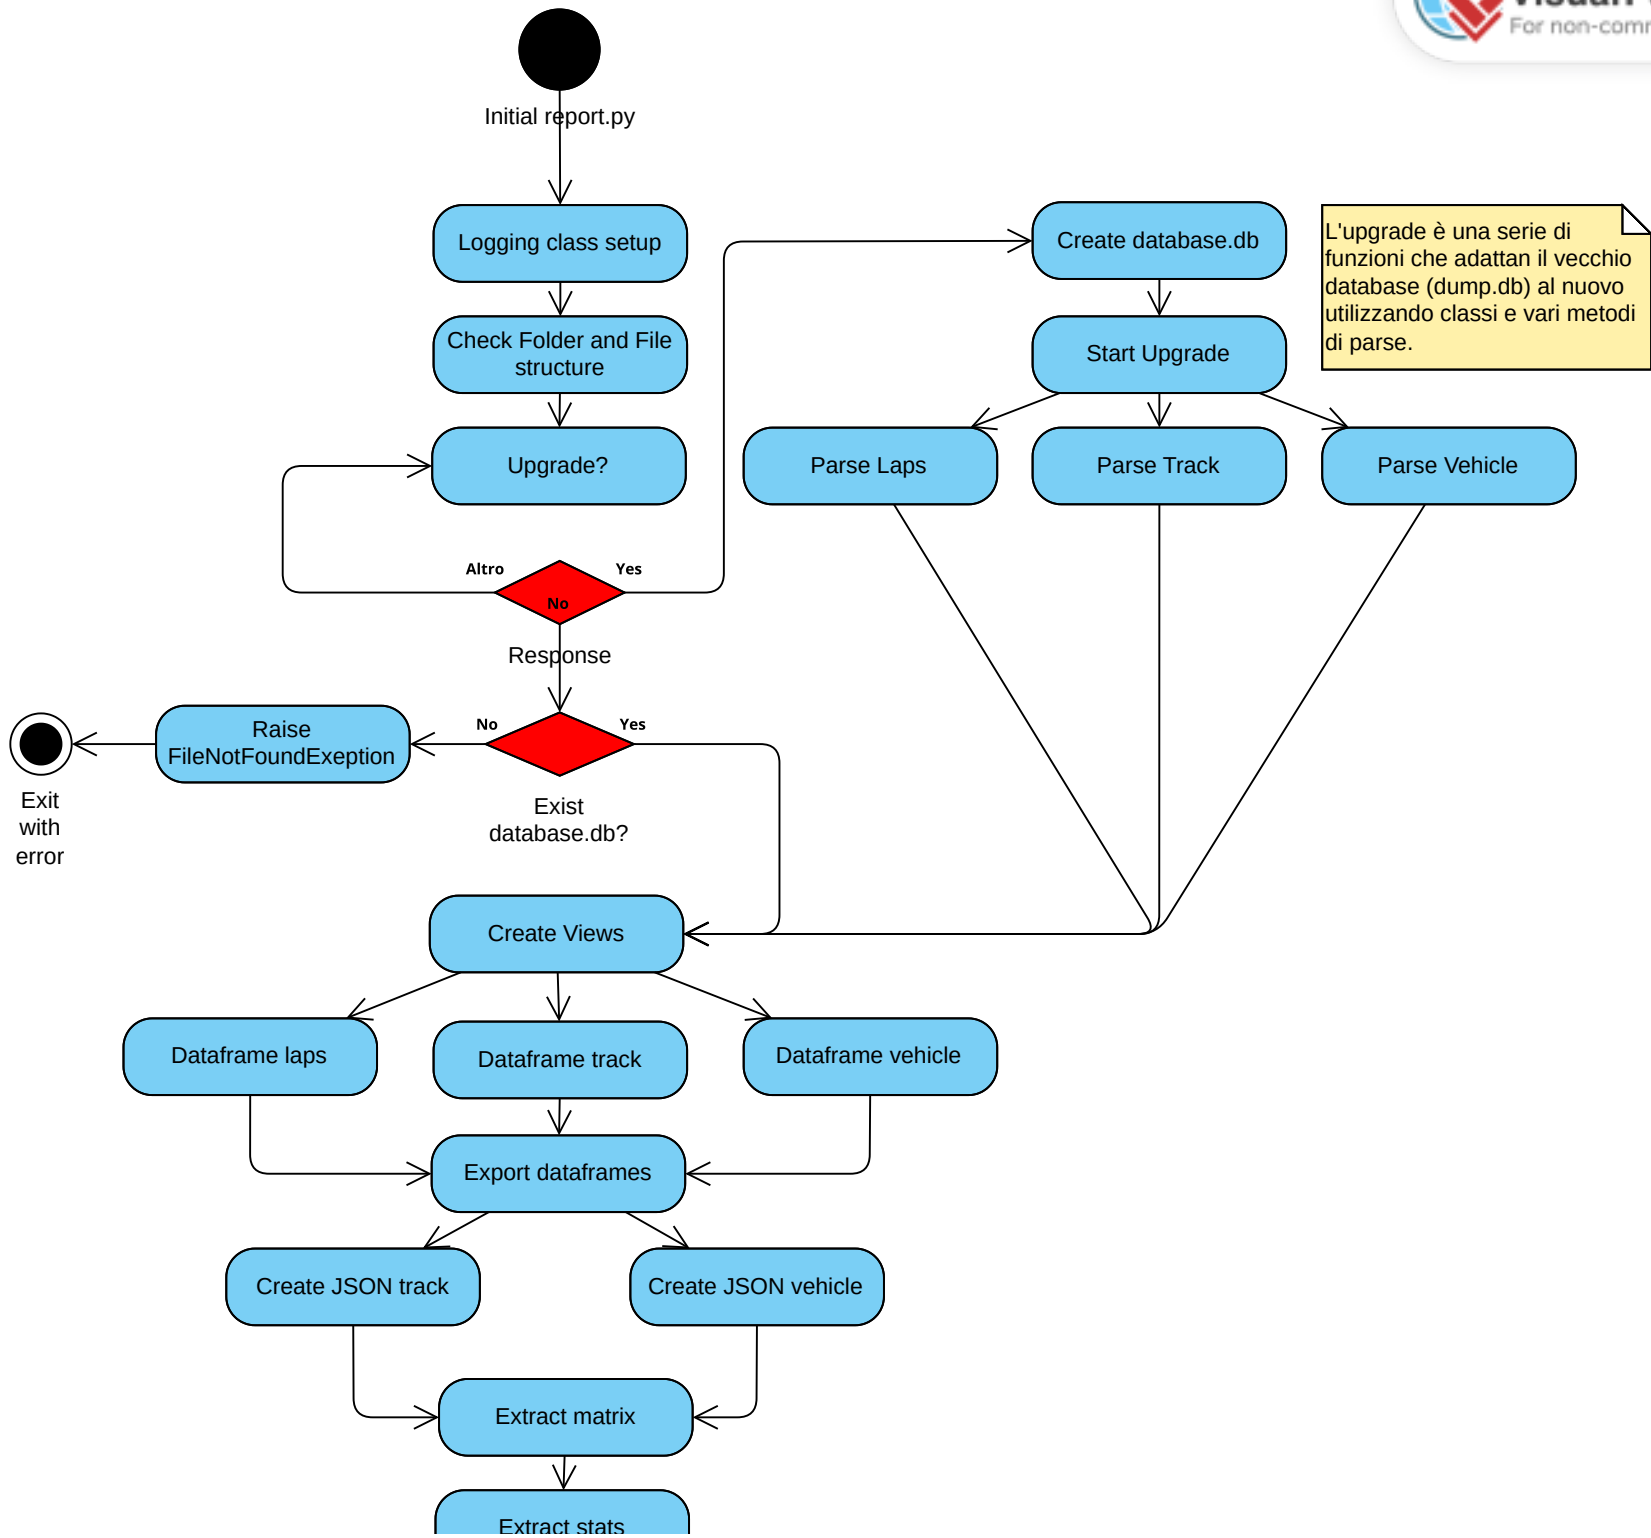 For non-comm
Initial report.py
Logging class setup
Create database.db
L'upgrade è una serie di
funzioni che adattan il vecchio
database (dump.db) al nuovo
utilizzando classi e vari metodi
di parse.
Check Folder and File
structure
Start Upgrade
Upgrade?
Parse Laps
Parse Track
Parse Vehicle
Altro
Yes
No
Response
No
Yes
Raise
FileNotFoundExeption
Exist
database.db?
Exit
with
error
Create Views
Dataframe laps
Dataframe track
Dataframe vehicle
Export dataframes
Create JSON track
Create JSON vehicle
Extract matrix
Extract stats